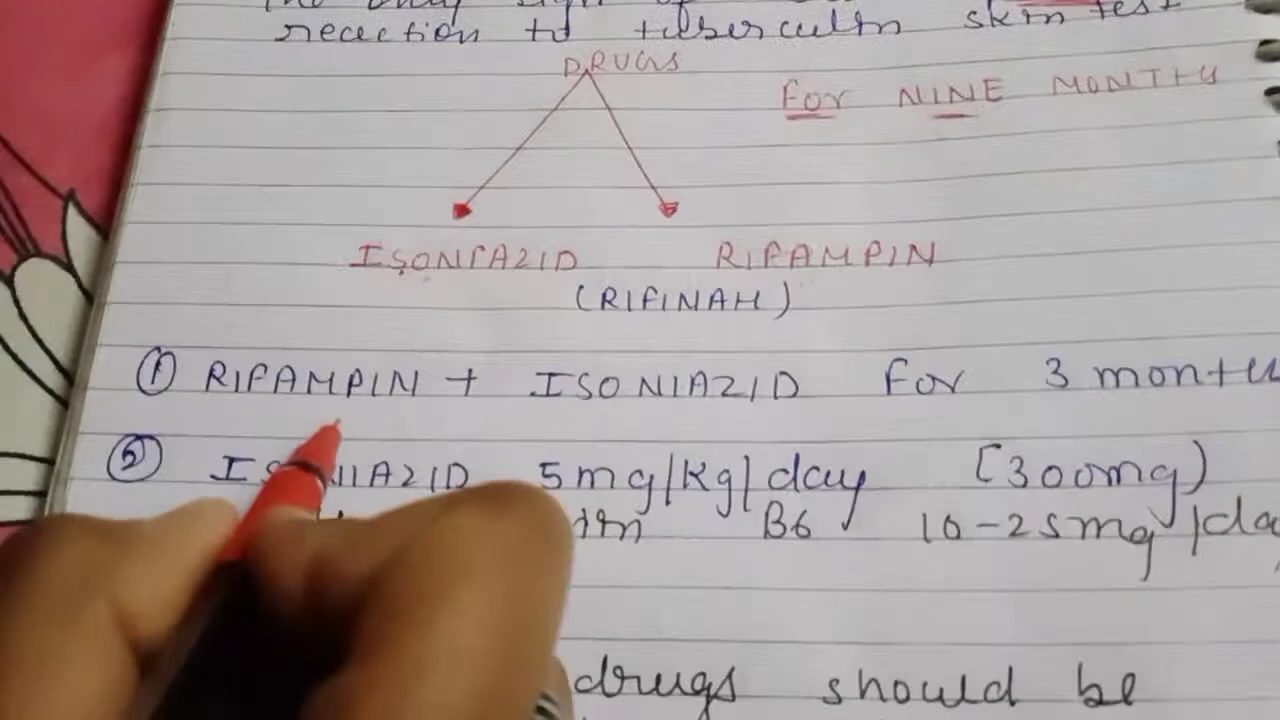 reaction to tuberculin skin test
DRUGS
For NINE MONTHS
ISONIAZID RIFAMPIN
(RIFINAH)
① RIFAMPIN + ISONIAZID For 3 month
② ISONIAZID 5mg/kg/day [300mg)
B6 10-25mg/da
drugs should be